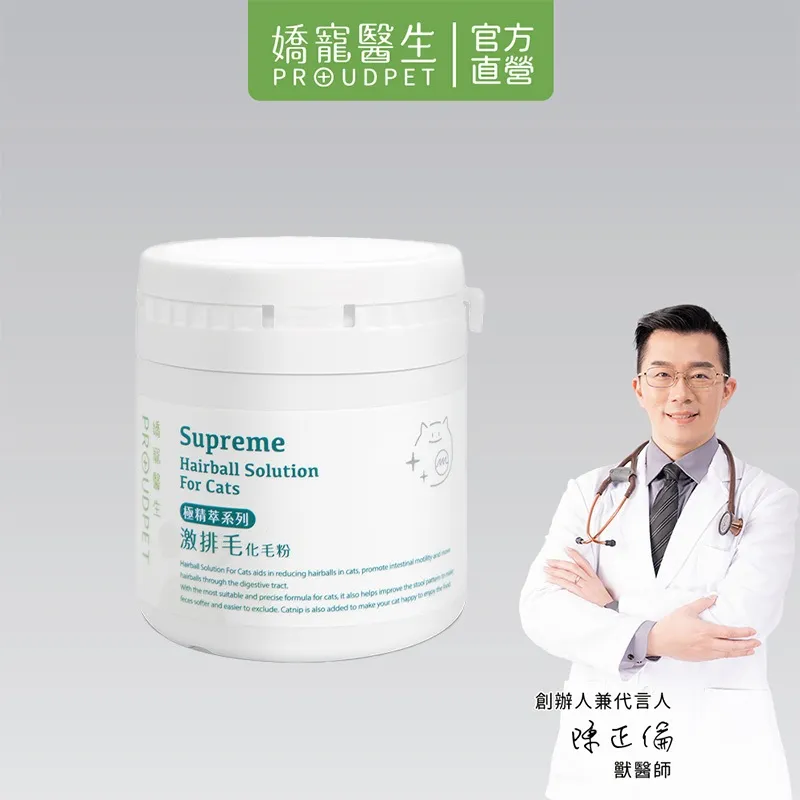 嬌寵醫生
PROUDPET
官方
直營
嬌寵醫生
PROUDPET
Supreme
Hairball Solution
For Cats
極精萃系列
激排毛化毛粉
Hairball Solution For Cats aids in reducing hairballs in cats, promote intestinal motility and
hairballs through the digestive tract.
With the most suitable and precise formula for cats, it also helps improve the stool pattern to
feces softer and easier to exclude. Catnip is also added to make your cat happy to enjoy the food.
創辦人兼代言人
陳正倫
獸醫師